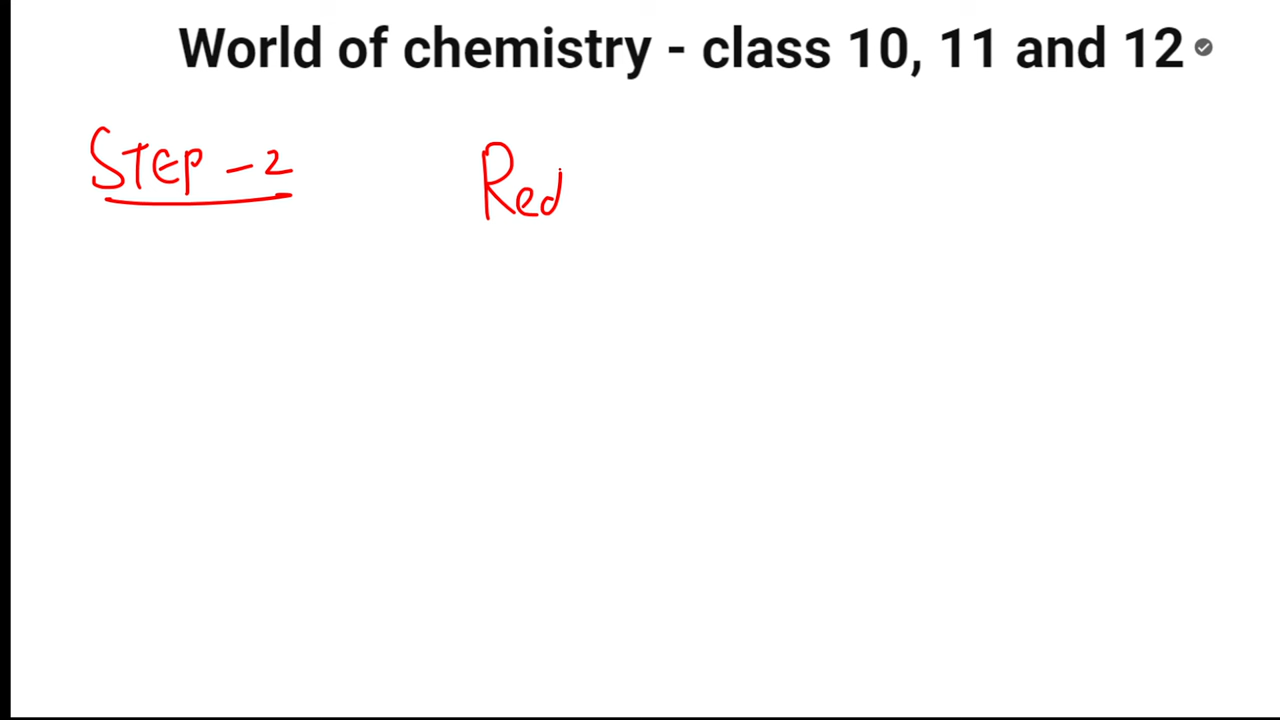 World of chemistry - class 10, 11 and 12
STEP - 2 Red